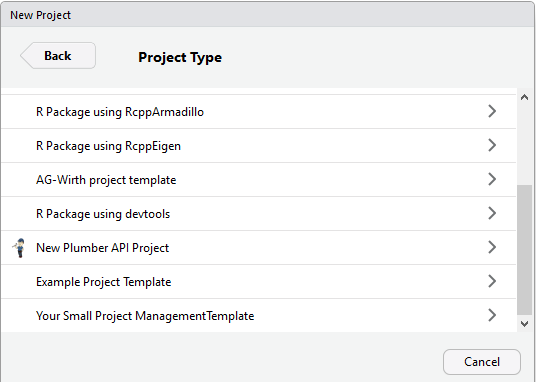 New Project
Back
Project Type
R Package using RcppArmadillo
R Package using RcppEigen
AG-Wirth project template
R Package using devtools
New Plumber API Project
Example Project Template
Your Small Project ManagementTemplate
Cancel